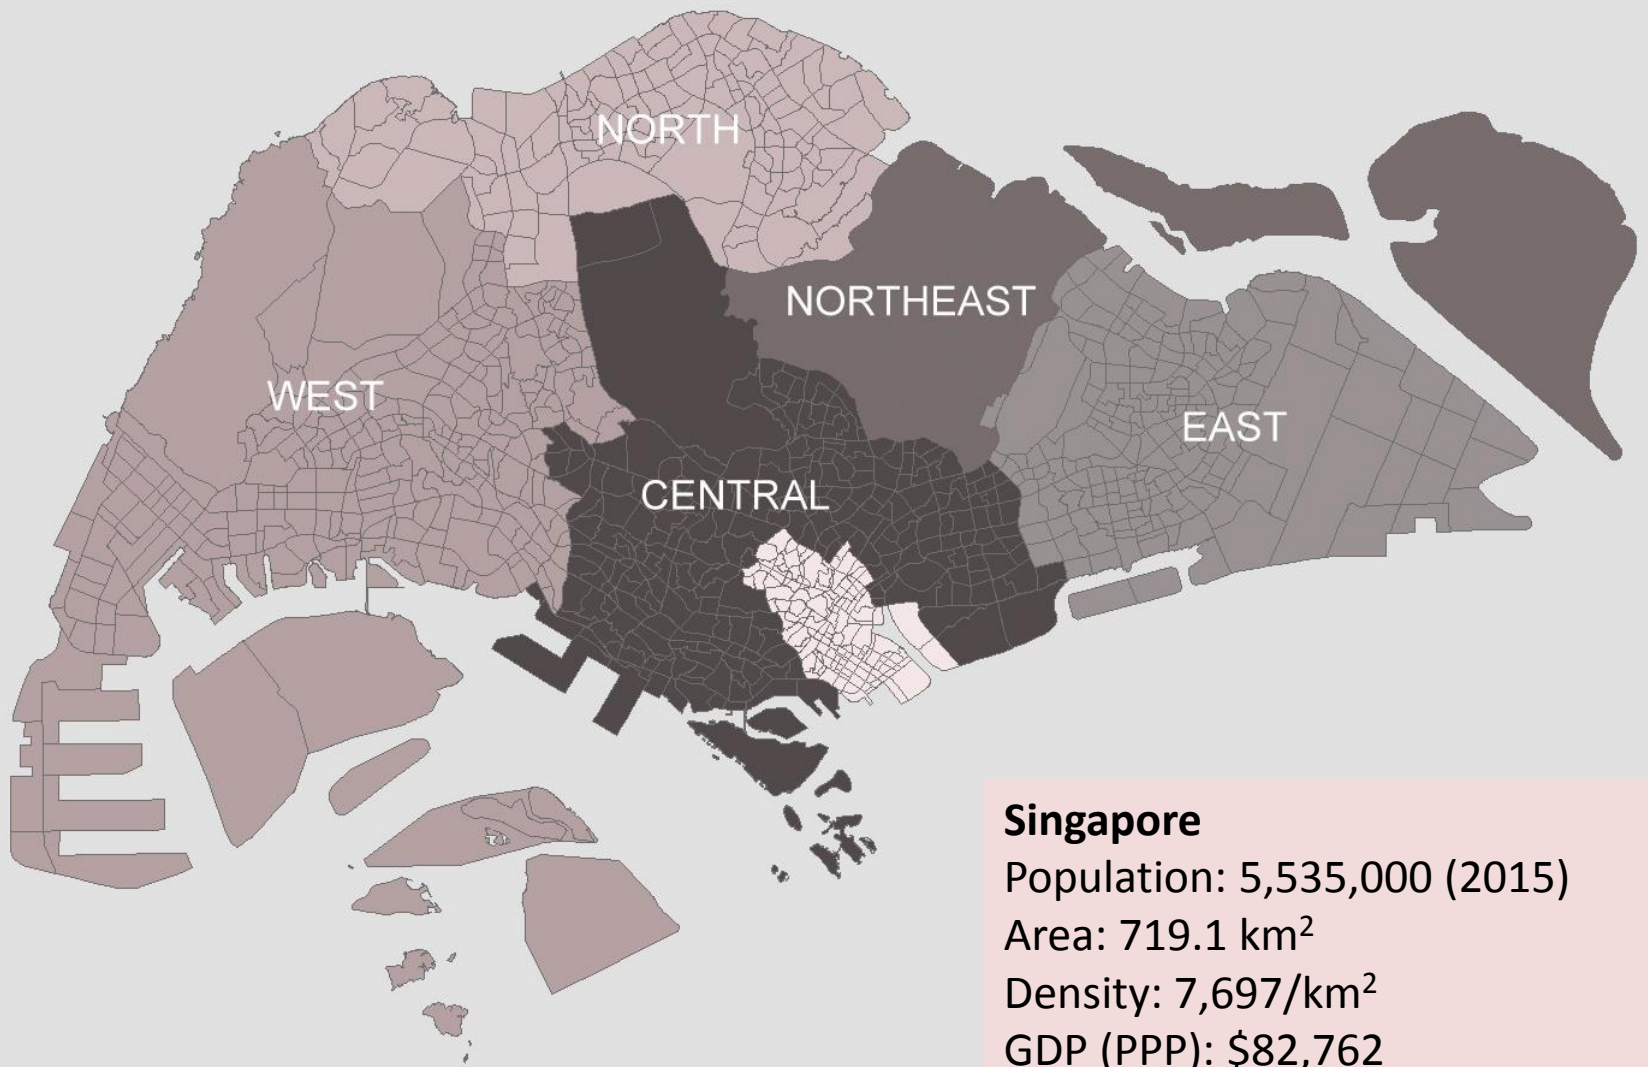 NORTH
NORTHEAST
WEST
EAST
CENTRAL
Singapore
Population: 5,535,000 (2015)
Area: 719.1 km²
Density: 7,697/km²
GDP (PPP): $82,762